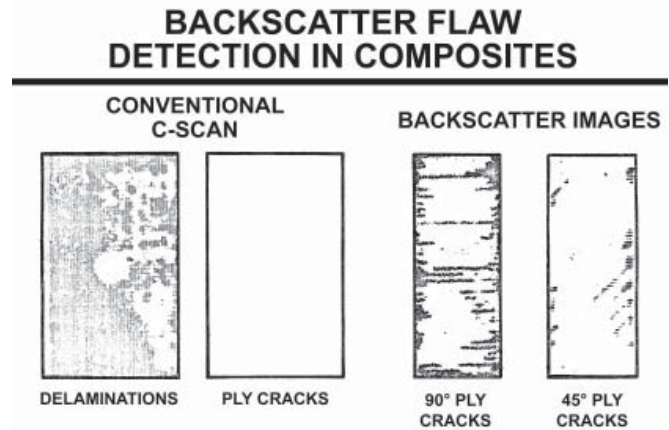 BACKSCATTER FLAW
DETECTION IN COMPOSITES
CONVENTIONAL
C-SCAN
BACKSCATTER IMAGES
DELAMINATIONS
PLY CRACKS
90° PLY
CRACKS
45° PLY
CRACKS